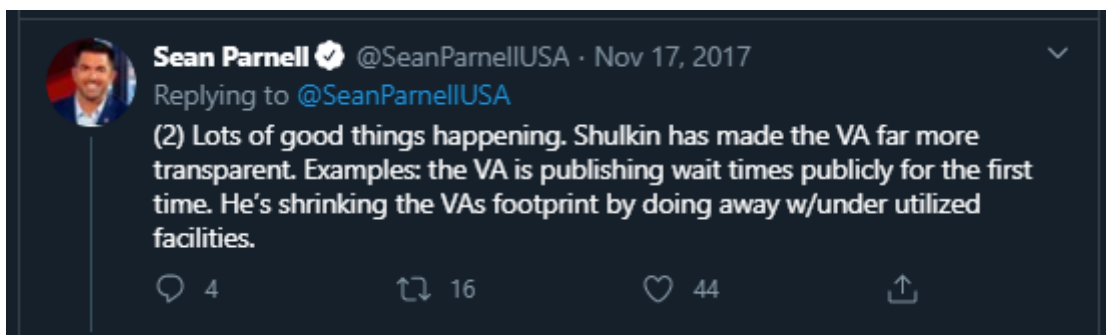 Sean Parnell @SeanParnellUSA · Nov 17, 2017
Replying to @SeanParnellUSA
(2) Lots of good things happening. Shulkin has made the VA far more
transparent. Examples: the VA is publishing wait times publicly for the first
time. He's shrinking the VAs footprint by doing away w/under utilized
facilities.
4 16 44